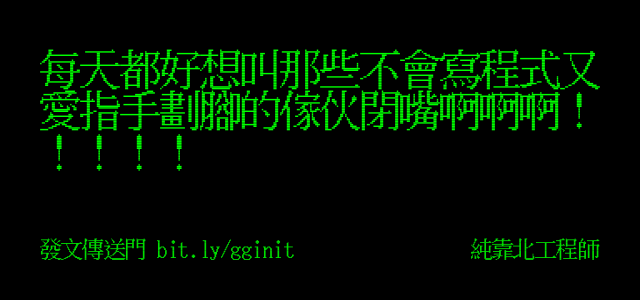 每天都好想叫那些不會寫程式又
愛指手劃腳的傢伙閉嘴啊啊啊！
！！！！
發文傳送門 bit.ly/gginit
純靠北工程師